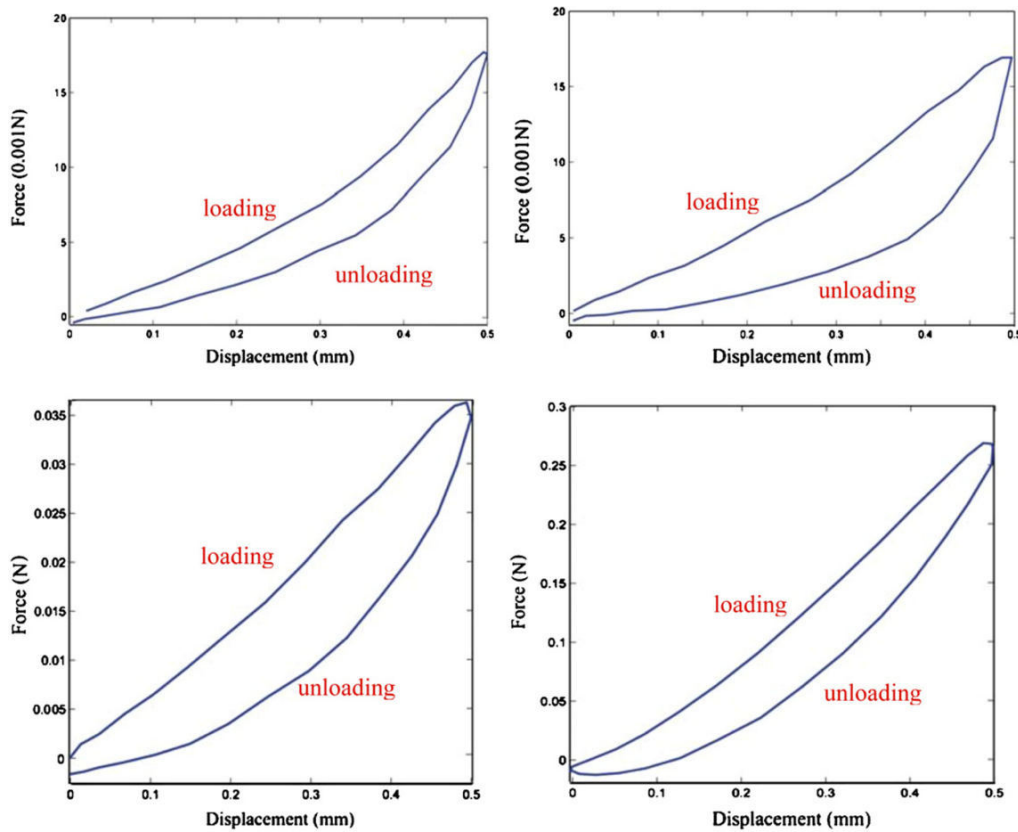 20
15
10
5
0
Force (0.001N)
loading
unloading
0 0.1 0.2 0.3 0.4 0.5
Displacement (mm)
20
15
10
5
0
Force (0.001N)
loading
unloading
0 0.1 0.2 0.3 0.4 0.5
Displacement (mm)
0.035
0.03
0.025
0.02
0.015
0.01
0.005
0
Force (N)
loading
unloading
0 0.1 0.2 0.3 0.4 0.5
Displacement (mm)
0.3
0.25
0.2
0.15
0.1
0.05
0
Force (N)
loading
unloading
0 0.1 0.2 0.3 0.4 0.5
Displacement (mm)